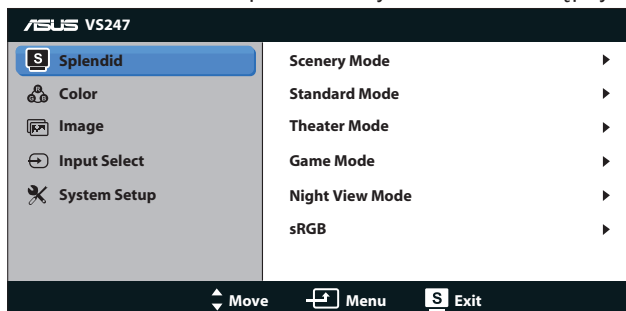 ASUS VS247
S Splendid
Color
Image
Input Select
System Setup
Scenery Mode
Standard Mode
Theater Mode
Game Mode
Night View Mode
sRGB
Move Menu S Exit